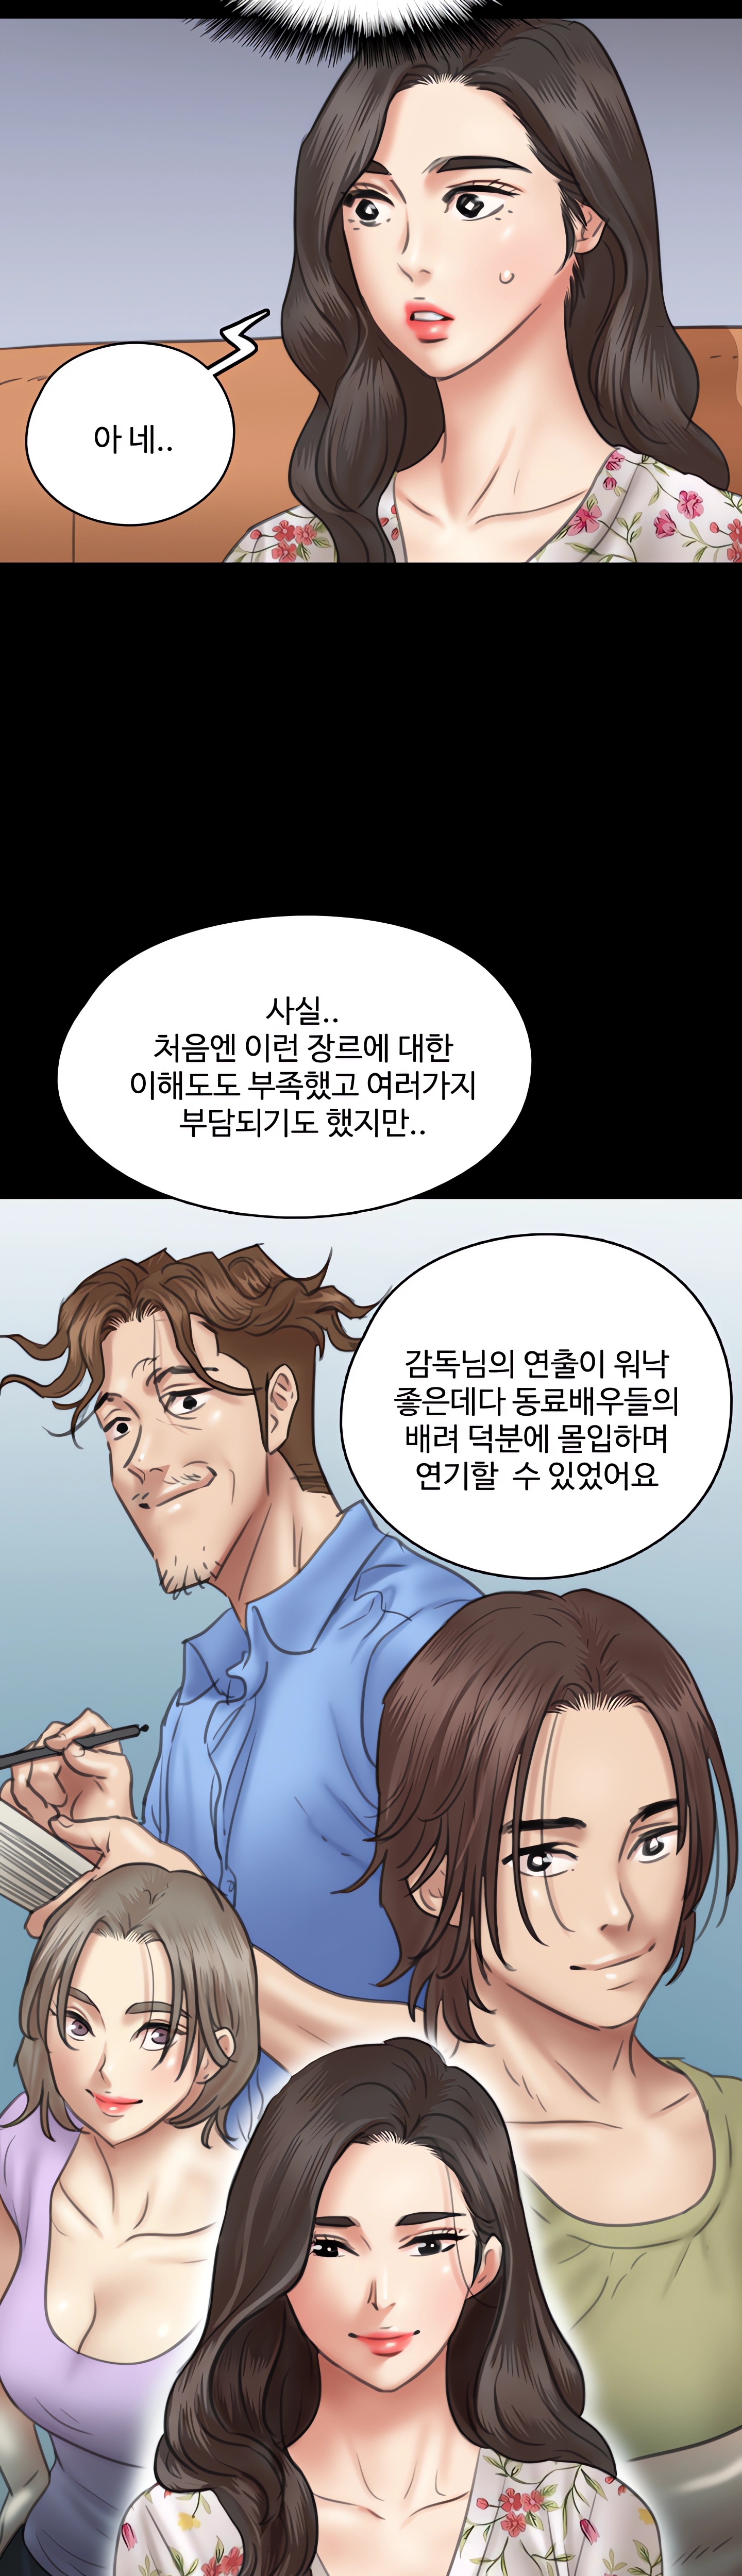 아 네..
사실..
처음엔 이런 장르에 대한
이해도도 부족했고 여러가지
부담되기도 했지만..
감독님의 연출이 워낙
좋은데다 동료배우들의
배려 덕분에 몰입하며
연기할 수 있었어요